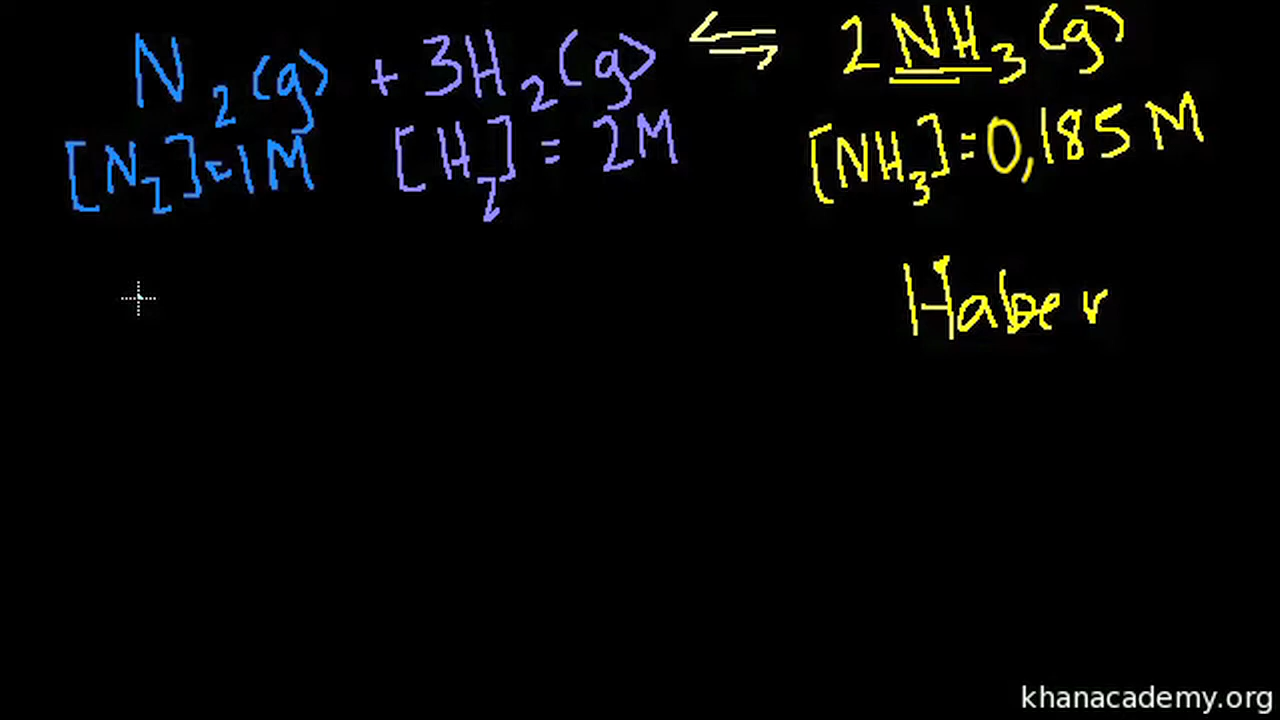 N₂(g) + 3H₂(g) ⇌ 2NH₃(g)
[N₂]=1M [H₂] = 2M [NH₃]=0,185 M
Haber
khanacademy.org